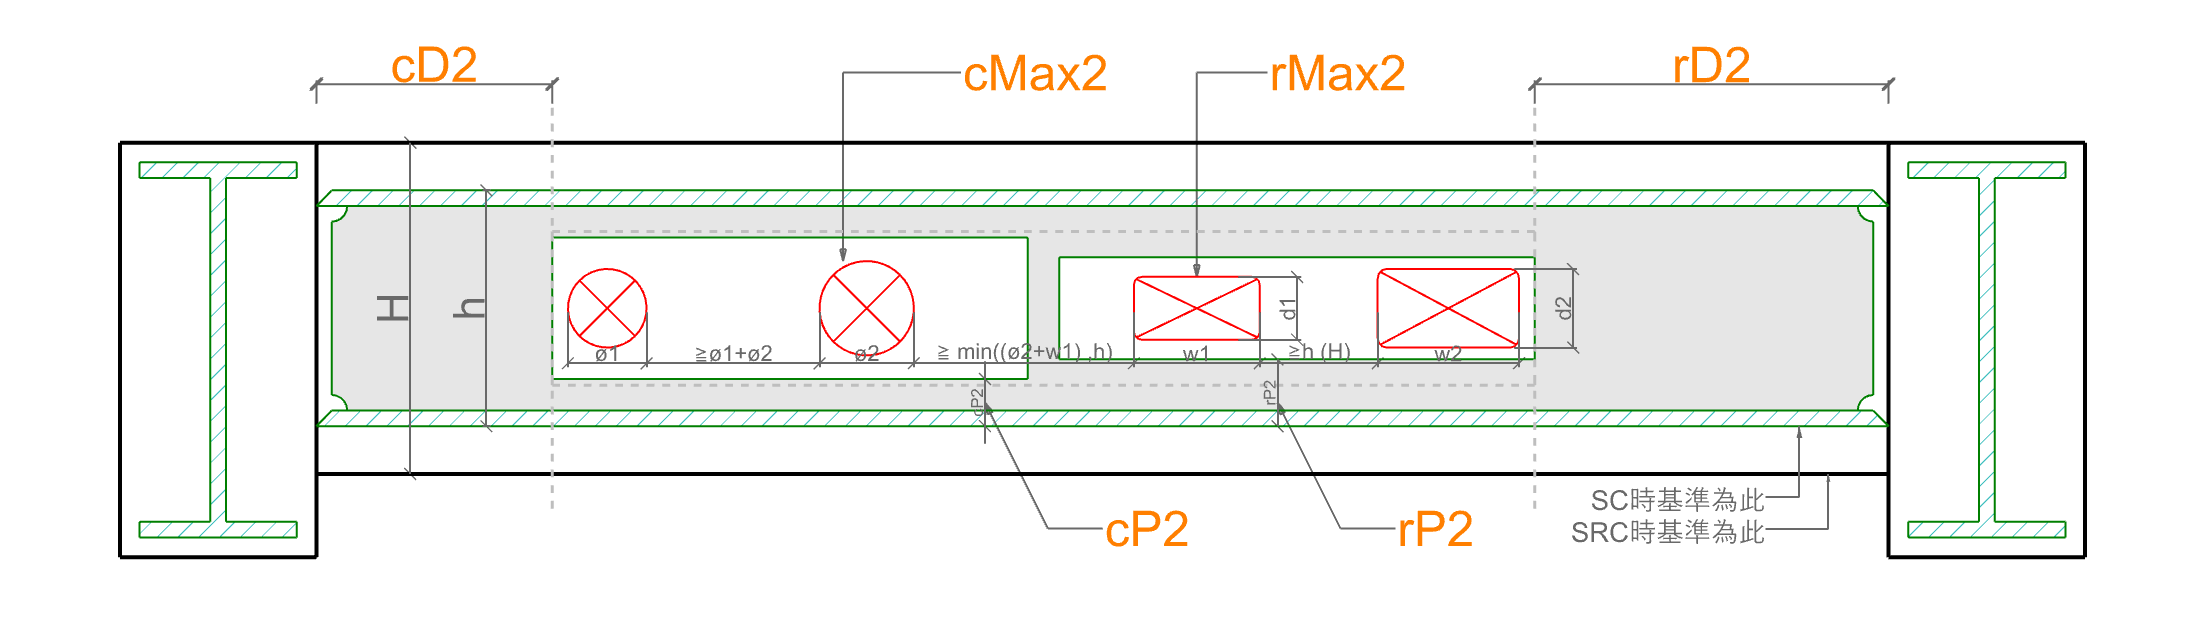 cD2
cMax2
rMax2
rD2
H
h
d1
d2
ø1
≧ø1+ø2
ø2
≧ min((ø2+w1) ,h)
w1
≧h (H)
w2
cP2
rP2
SC時基準為此
SRC時基準為此
cP2
rP2